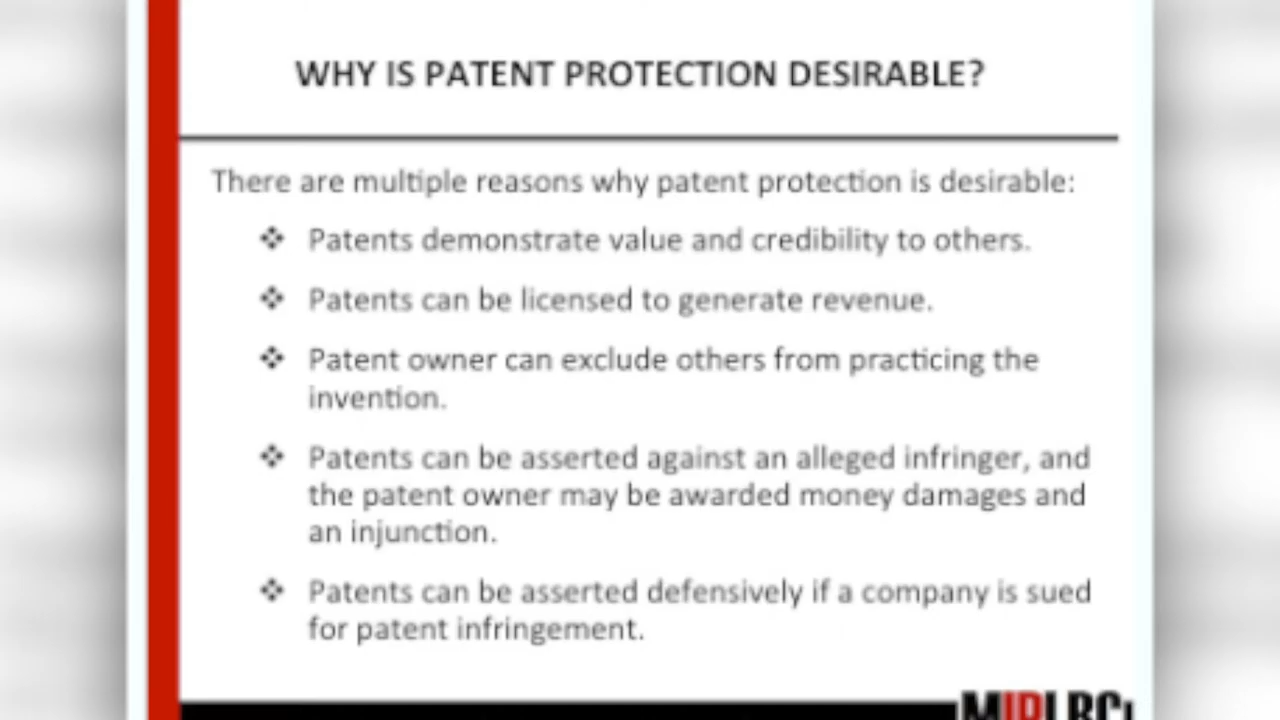 WHY IS PATENT PROTECTION DESIRABLE?
There are multiple reasons why patent protection is desirable:
❖ Patents demonstrate value and credibility to others.
❖ Patents can be licensed to generate revenue.
❖ Patent owner can exclude others from practicing the
invention.
❖ Patents can be asserted against an alleged infringer, and
the patent owner may be awarded money damages and
an injunction.
❖ Patents can be asserted defensively if a company is sued
for patent infringement.